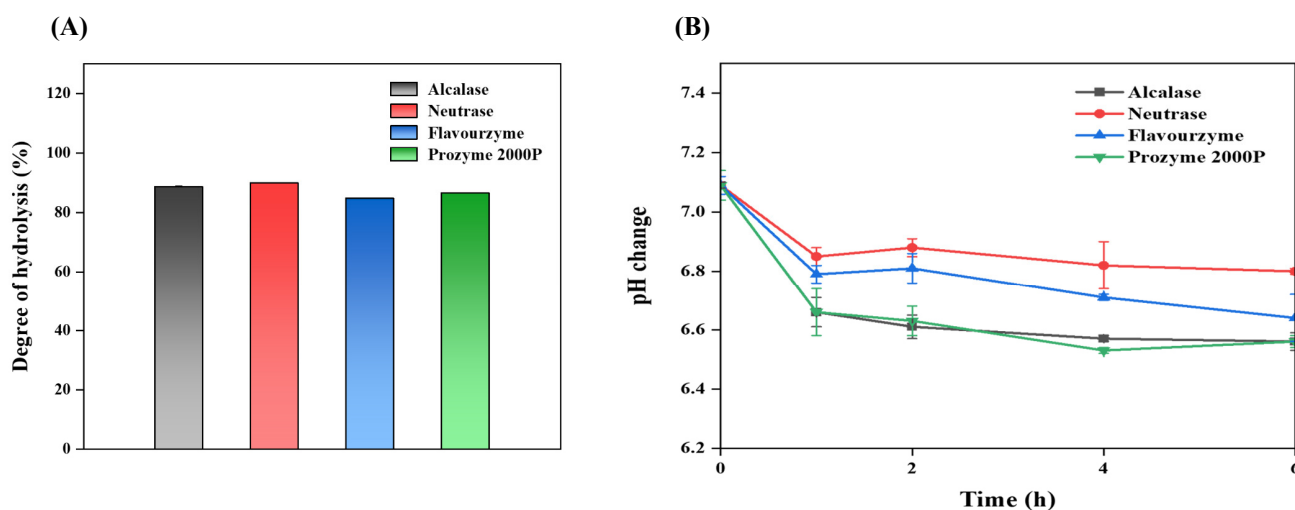 (A)
Degree of hydrolysis (%)
120
100
80
60
40
20
0
Alcalase
Neutrase
Flavourzyme
Prozyme 2000P
(B)
pH change
7.4
7.2
7.0
6.8
6.6
6.4
6.2
Alcalase
Neutrase
Flavourzyme
Prozyme 2000P
0
2
4
6
Time (h)